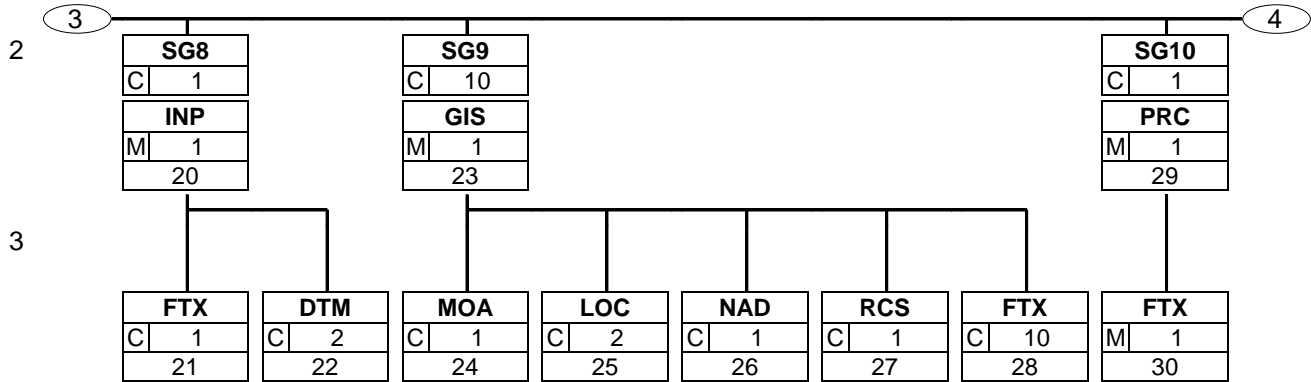 3 4
2 SG8 SG9 SG10
C 1 C 10 C 1
INP GIS PRC
M 1 M 1 M 1
20 23 29
3
FTX DTM MOA LOC NAD RCS FTX FTX
C 1 C 2 C 1 C 2 C 1 C 1 C 10 M 1
21 22 24 25 26 27 28 30